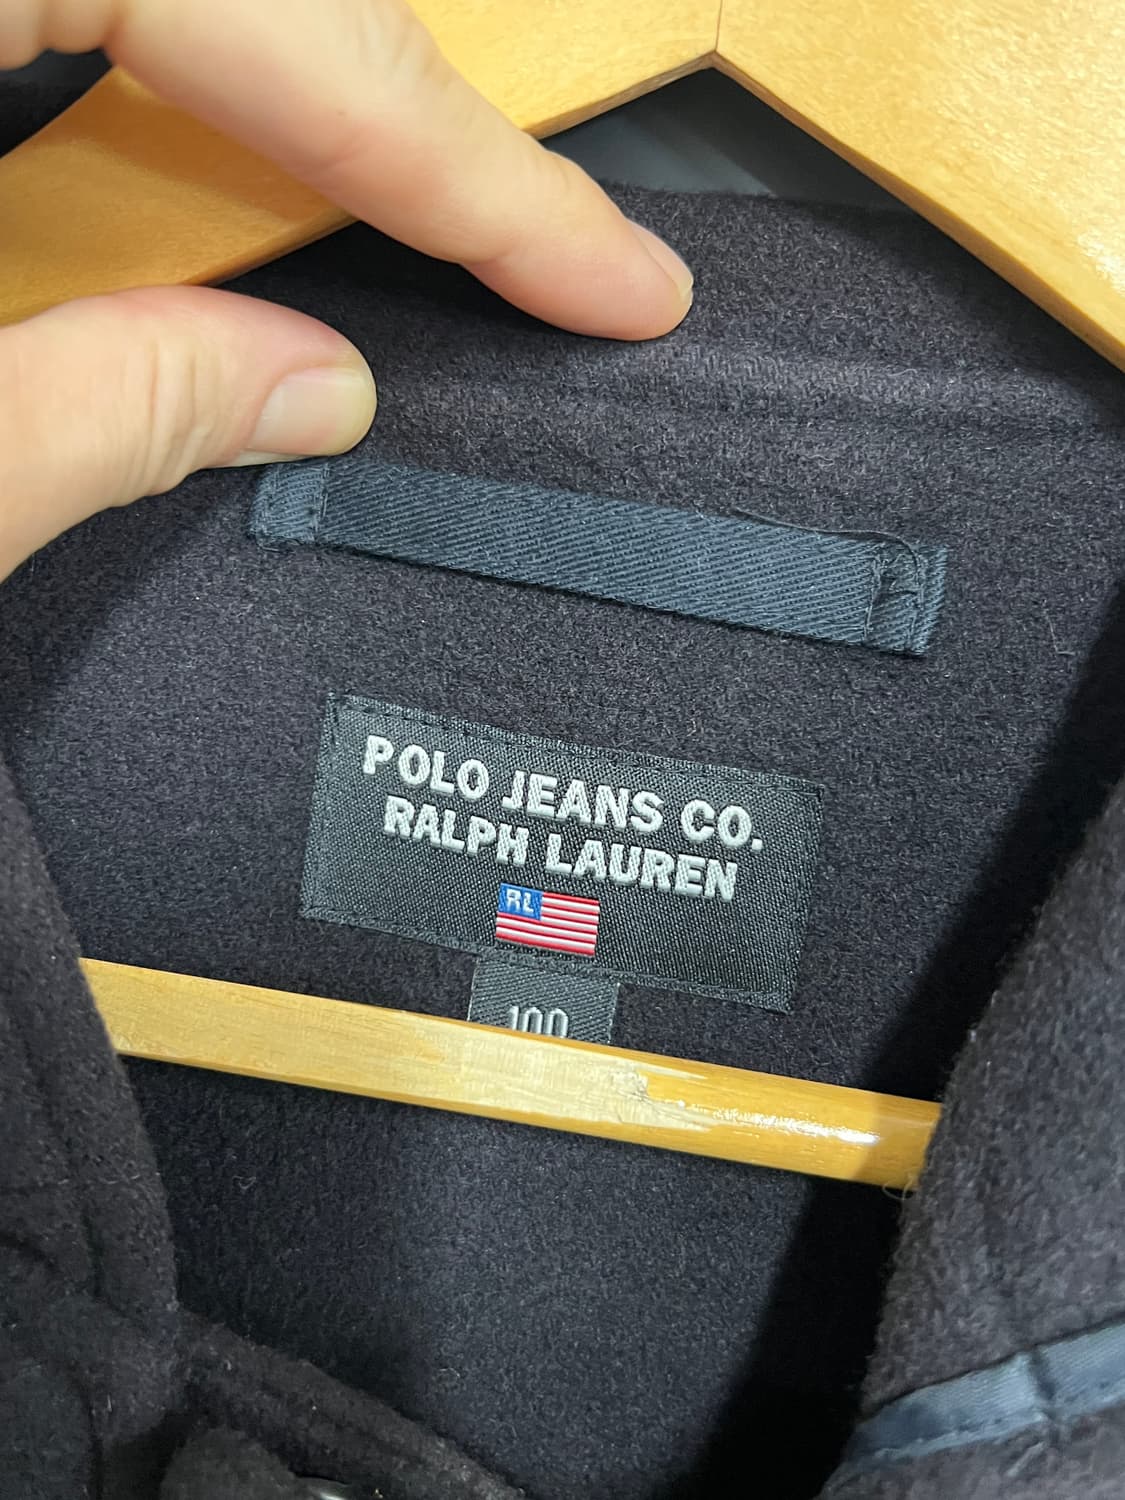 POLO JEANS CO.
RALPH LAUREN
RL
100